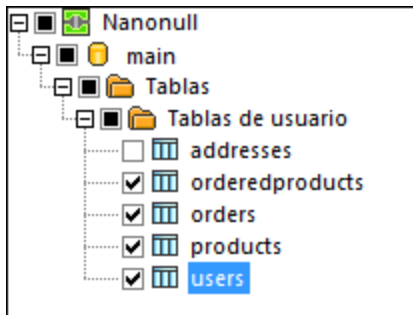 Nanonull
main
Tablas
Tablas de usuario
addresses
orderedproducts
orders
products
users